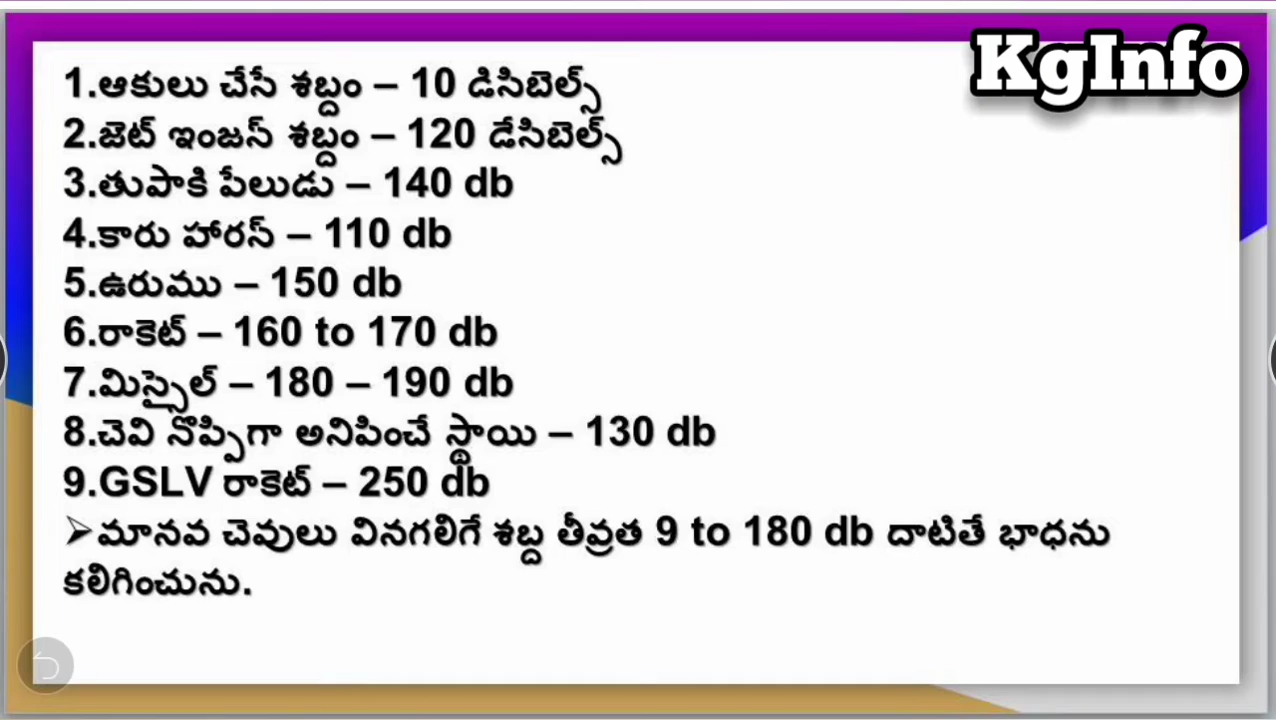 KgInfo
1.ఆకులు చేసే శబ్దం – 10 డిసిబెల్స్
2.జెట్ ఇంజన్ శబ్దం – 120 డేసిబెల్స్
3.తుపాకి పేలుడు – 140 db
4.కారు హారన్ – 110 db
5.ఉరుము – 150 db
6.రాకెట్ – 160 to 170 db
7.మిస్సైల్ – 180 – 190 db
8.చెవి నొప్పిగా అనిపించే స్థాయి – 130 db
9.GSLV రాకెట్ – 250 db
➢మానవ చెవులు వినగలిగే శబ్ద తీవ్రత 9 to 180 db దాటితే భాధను
కలిగించును.